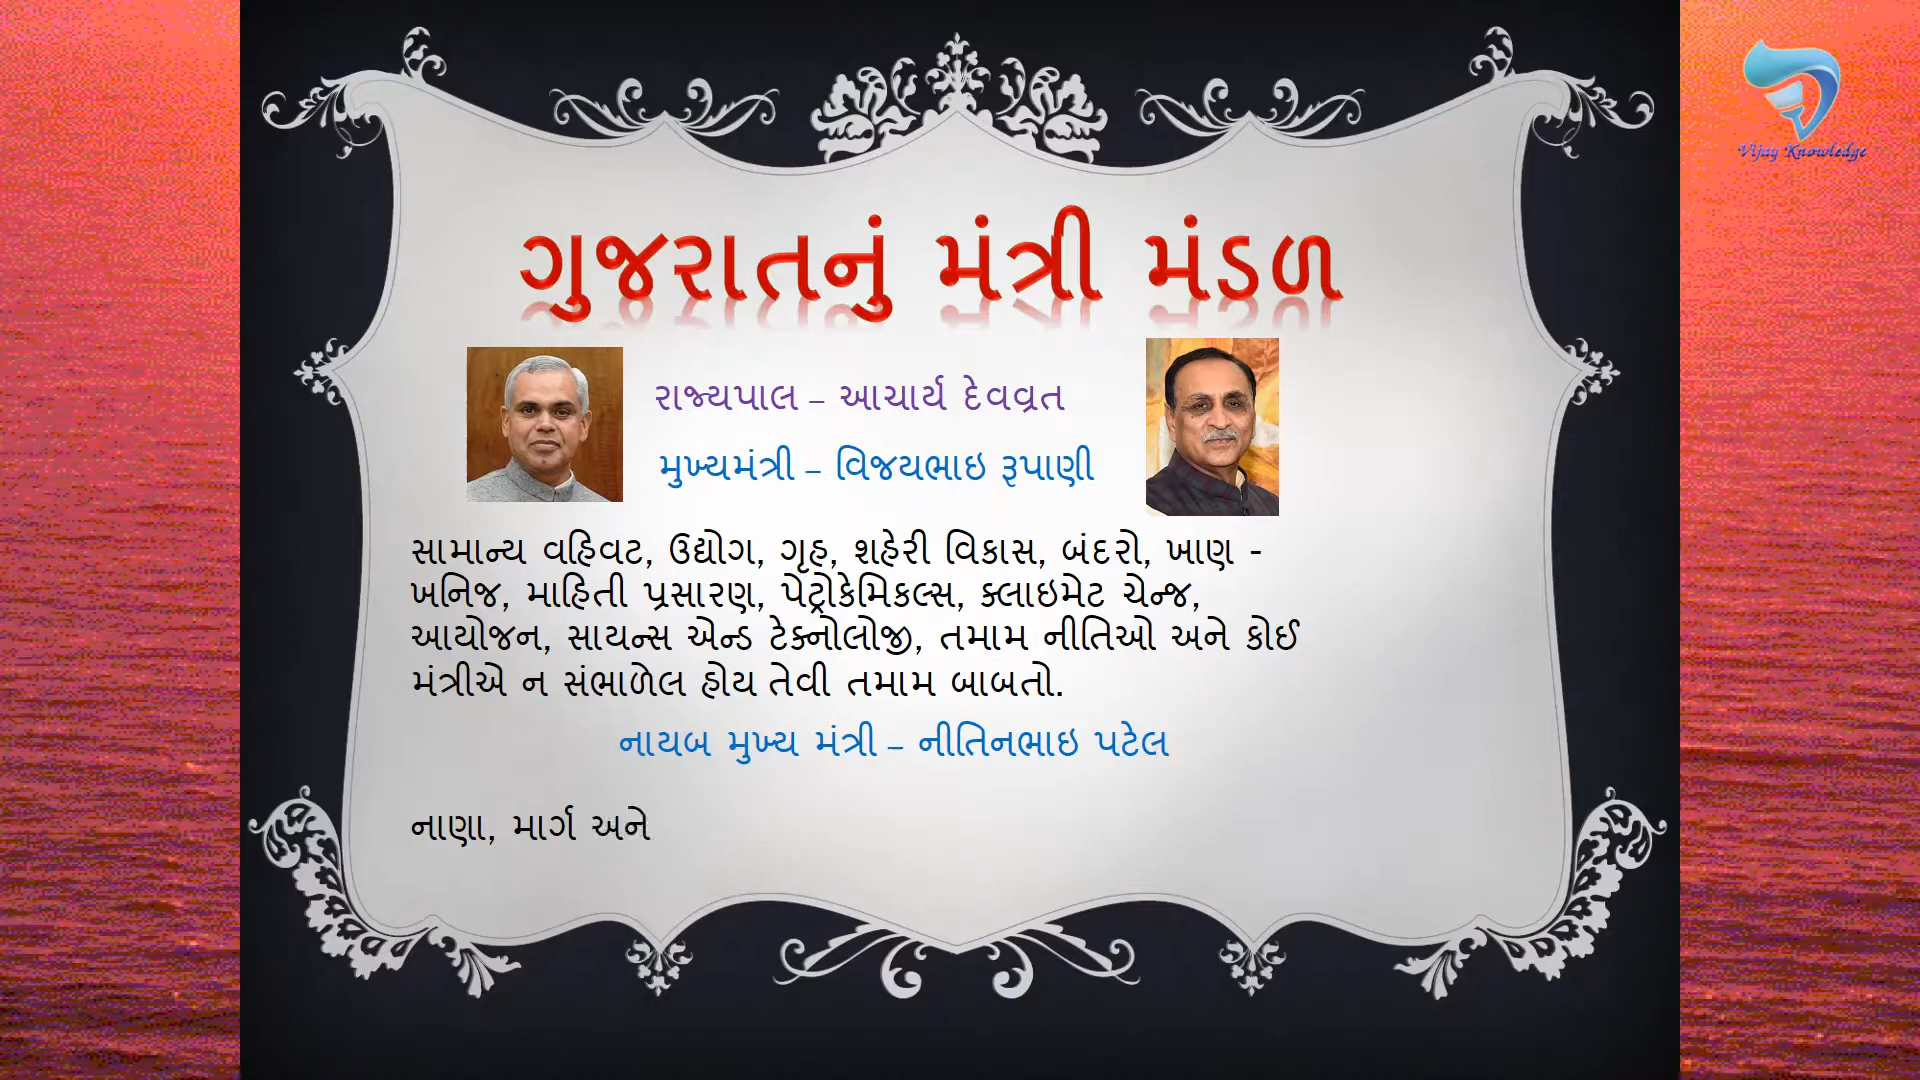 Vijay Knowledge
ગુજરાતનું મંત્રી મંડળ
રાજ્યપાલ – આચાર્ય દેવવ્રત
મુખ્યમંત્રી – વિજયભાઇ રૂપાણી
સામાન્ય વહિવટ, ઉદ્યોગ, ગૃહ, શહેરી વિકાસ, બંદરો, ખાણ -
ખનિજ, માહિતી પ્રસારણ, પેટ્રોકેમિકલ્સ, ક્લાઇમેટ ચેન્જ,
આયોજન, સાયન્સ એન્ડ ટેક્નોલોજી, તમામ નીતિઓ અને કોઈ
મંત્રીએ ન સંભાળેલ હોય તેવી તમામ બાબતો.
નાયબ મુખ્ય મંત્રી – નીતિનભાઇ પટેલ
નાણા, માર્ગ અને